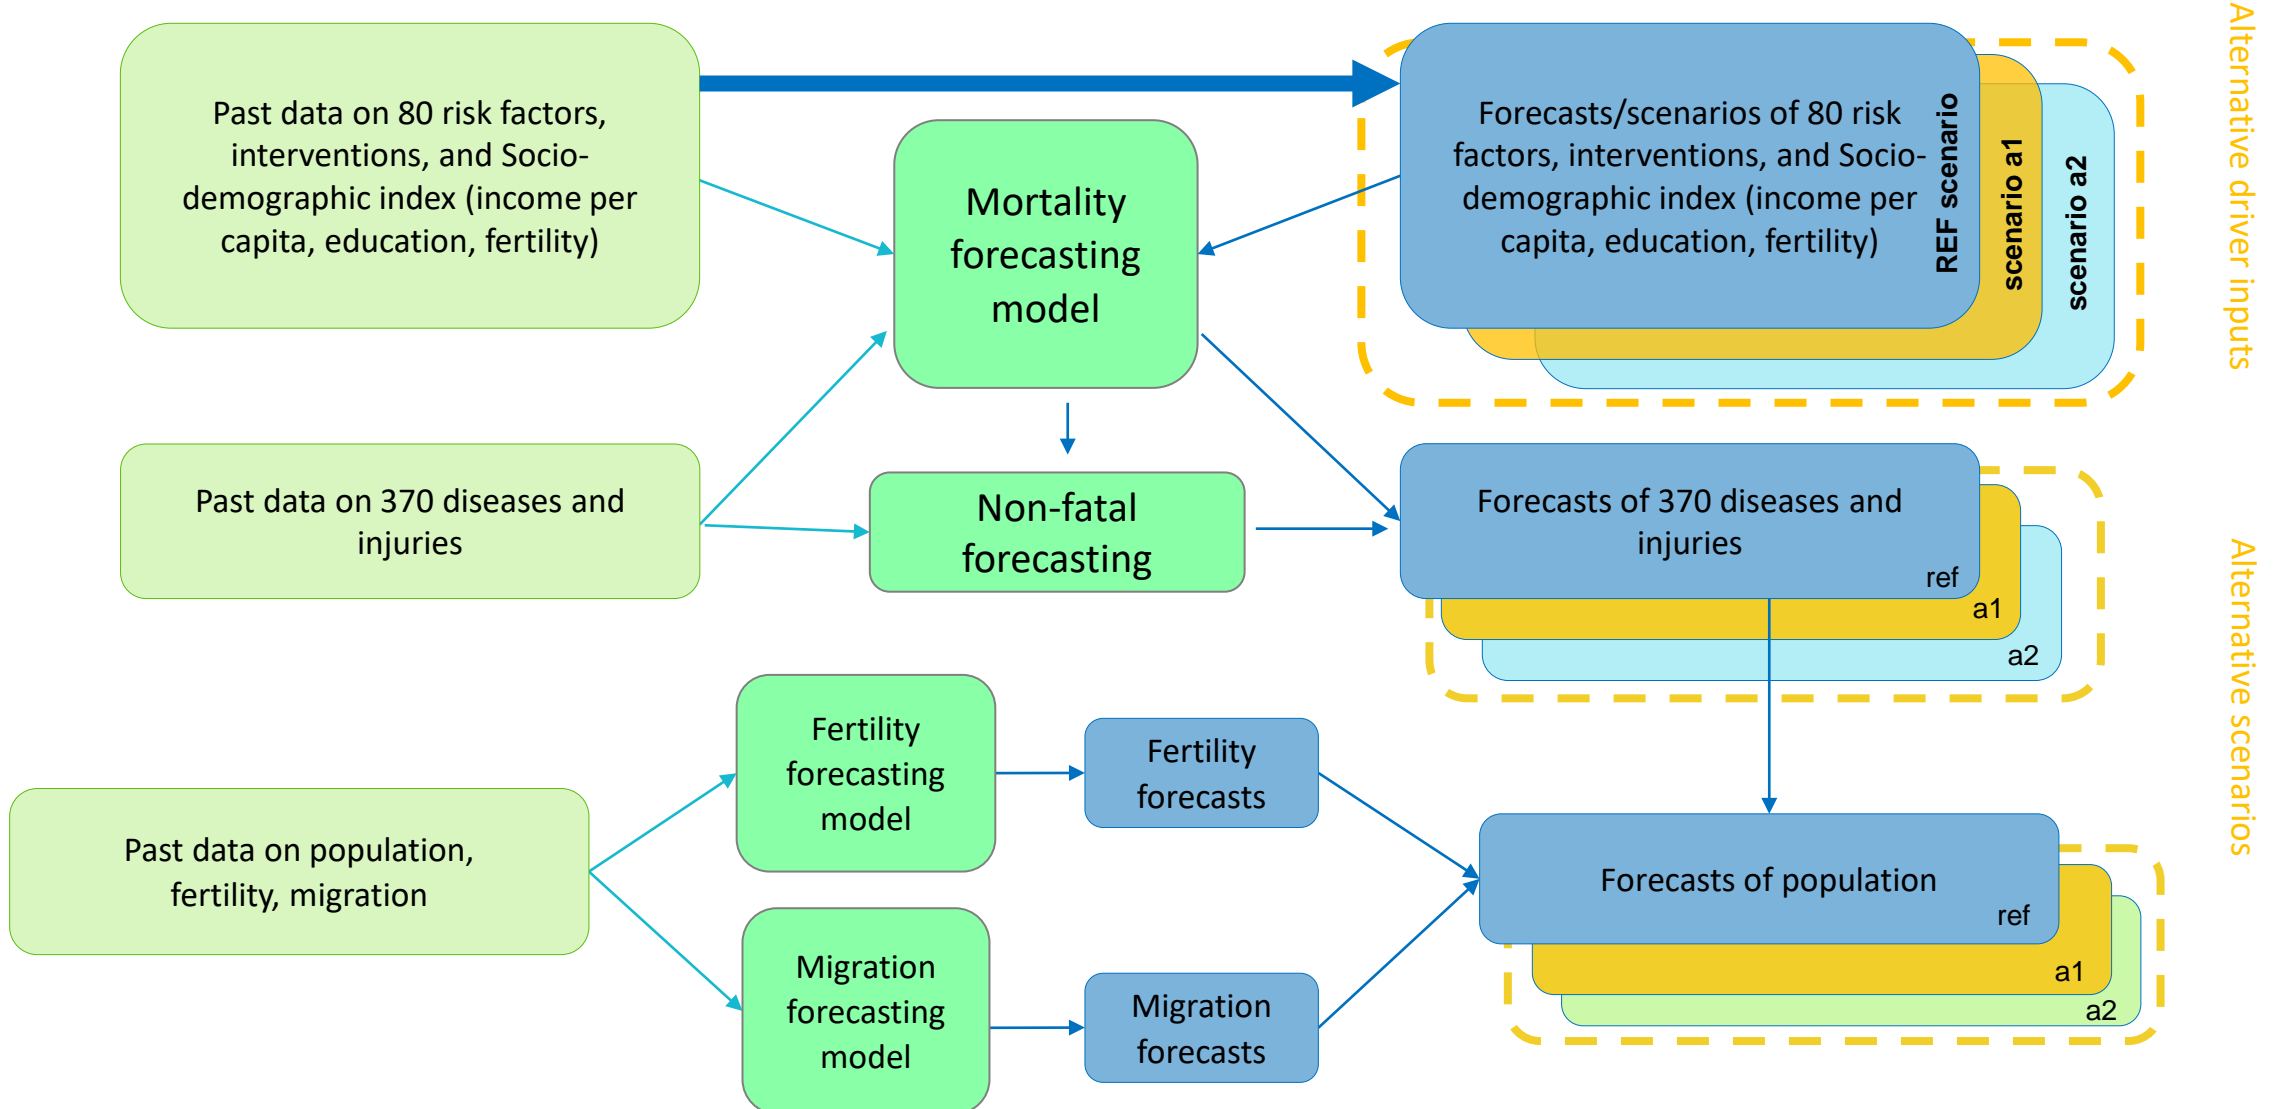 Past data on 80 risk factors,
interventions, and Socio-
demographic index (income per
capita, education, fertility)
Mortality
forecasting
model
Forecasts/scenarios of 80 risk
factors, interventions, and Socio-
demographic index (income per
capita, education, fertility)
REF scenario
scenario a1
scenario a2
Alternative driver inputs
Past data on 370 diseases and
injuries
Non-fatal
forecasting
Forecasts of 370 diseases and
injuries
ref
a1
a2
Alternative scenarios
Past data on population,
fertility, migration
Fertility
forecasting
model
Fertility
forecasts
Migration
forecasting
model
Migration
forecasts
Forecasts of population
ref
a1
a2